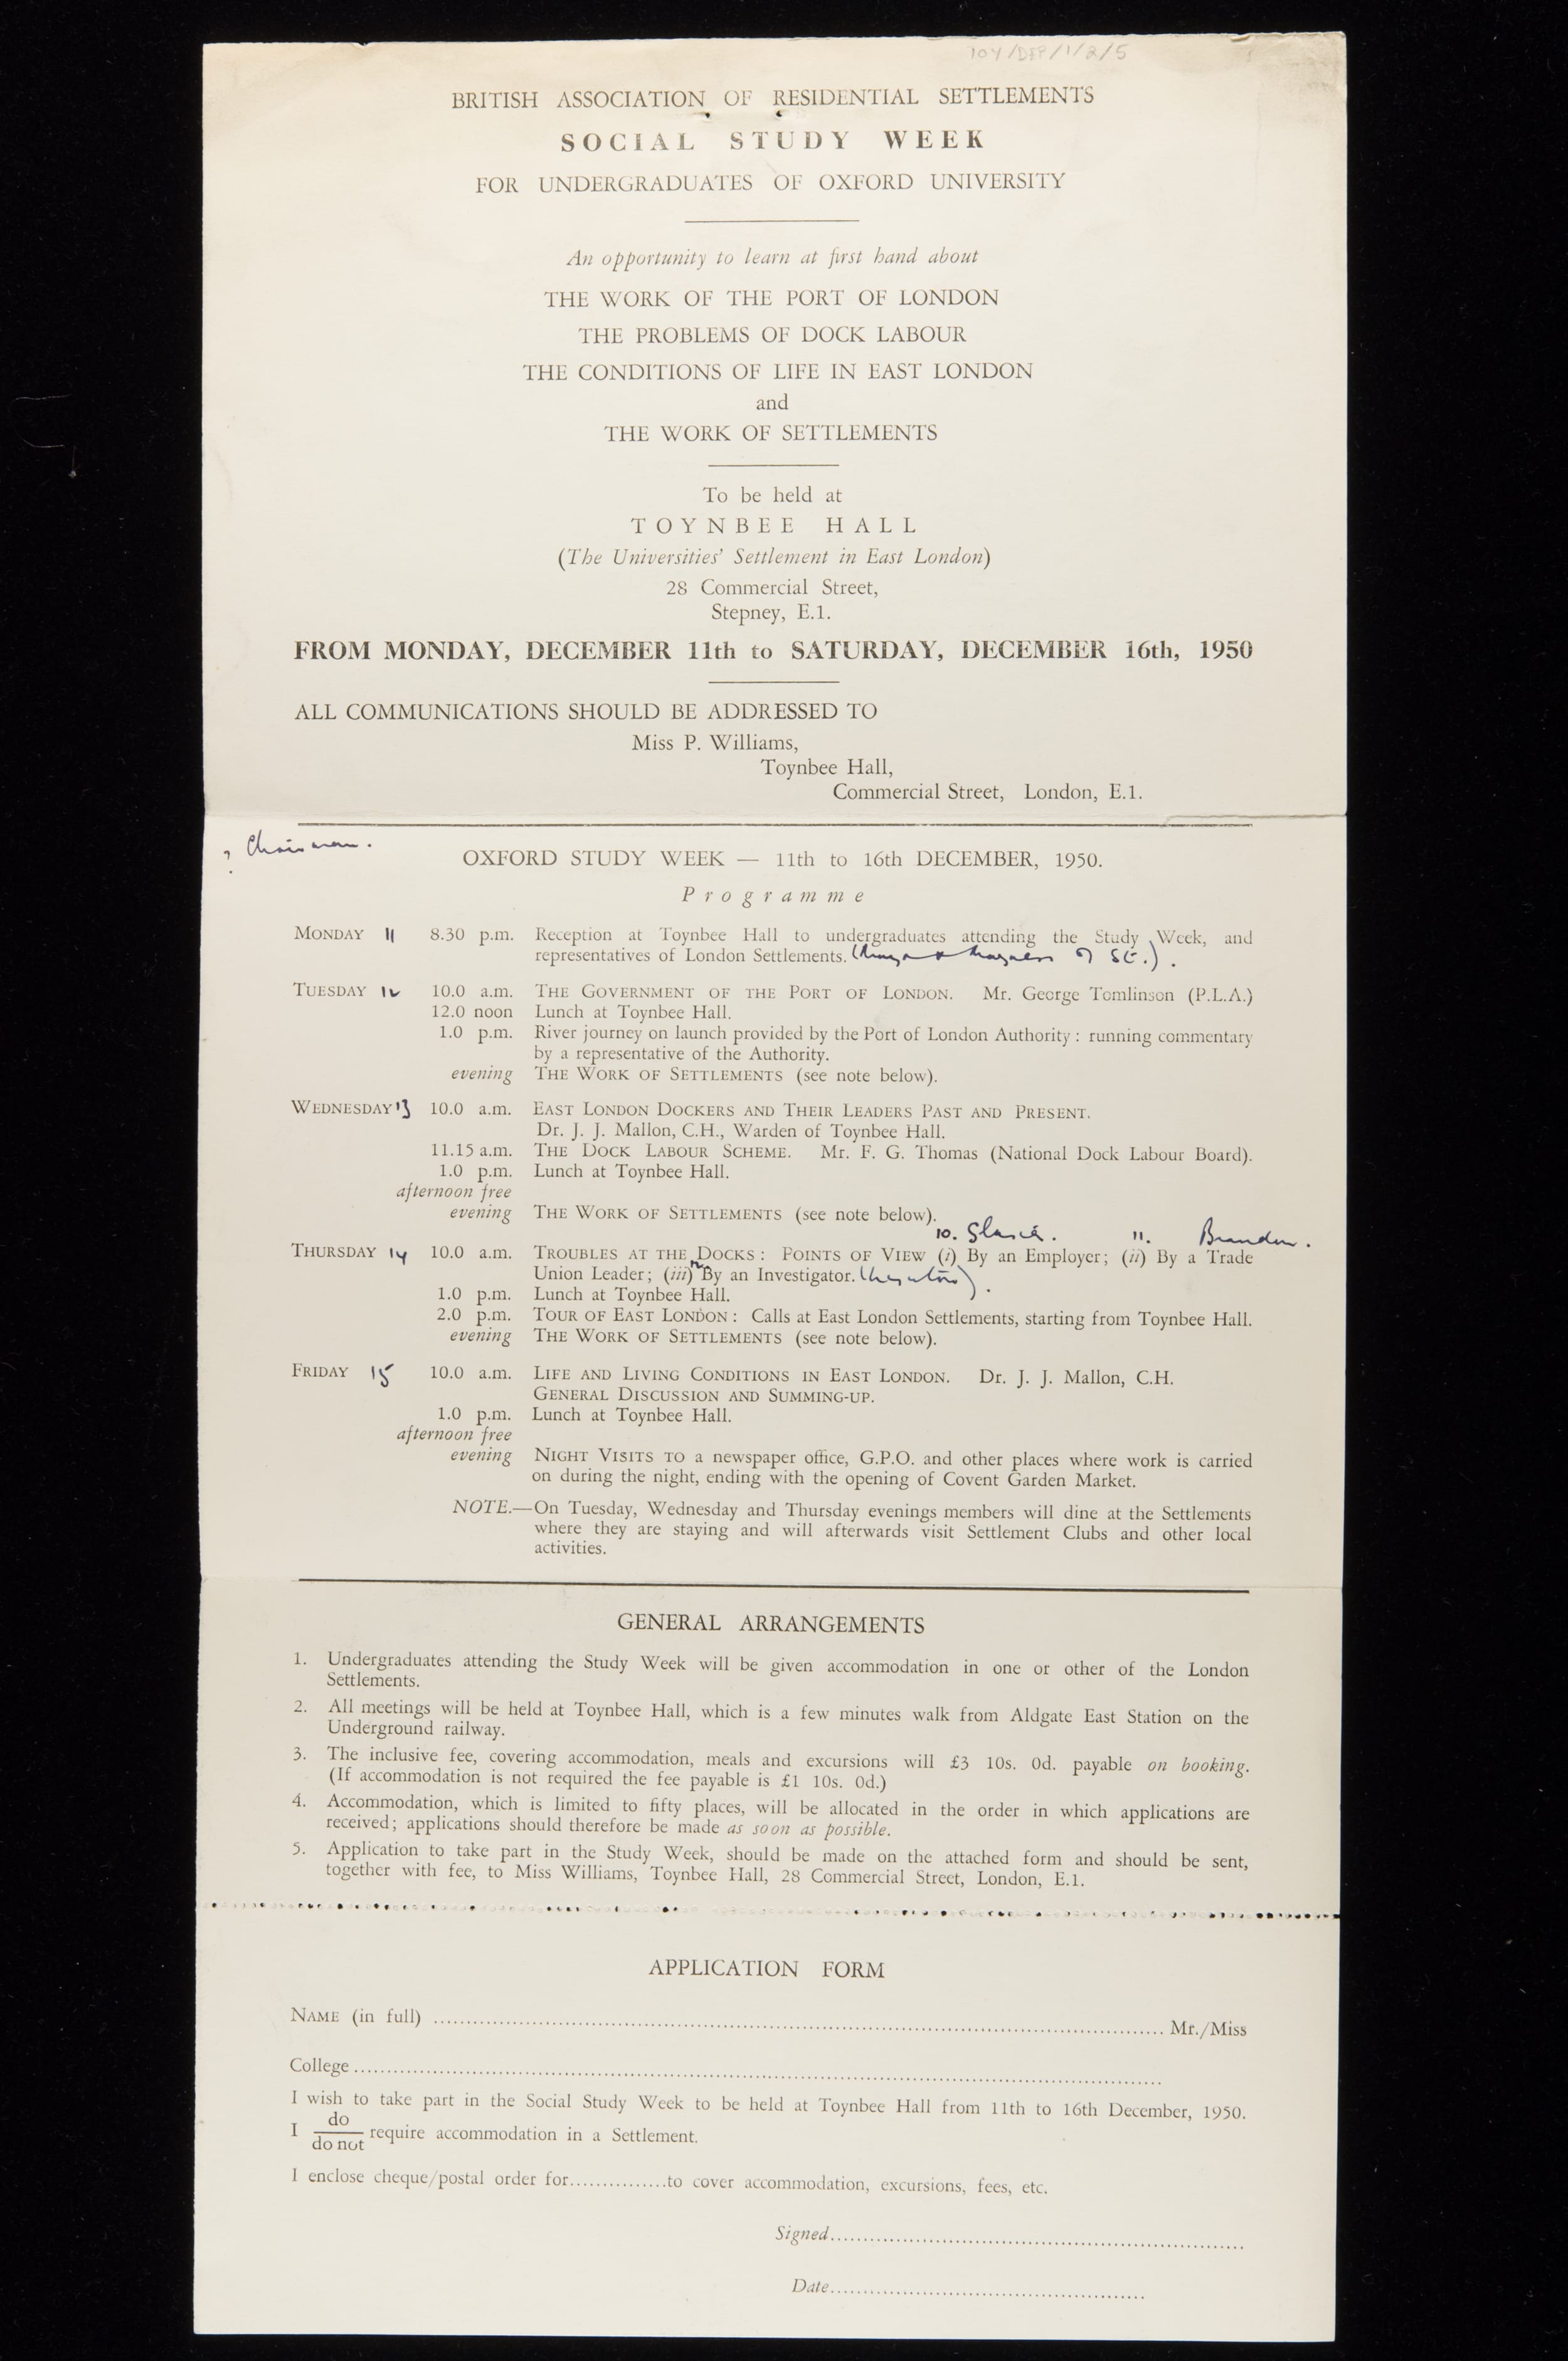 BRITISH ASSOCIATION OF RESIDENTIAL SETTLEMENTS
SOCIAL STUDY WEEK
FOR UNDERGRADUATES OF OXFORD UNIVERSITY
An opportunity to learn at first hand about
THE WORK OF THE PORT OF LONDON
THE PROBLEMS OF DOCK LABOUR
THE CONDITIONS OF LIFE IN EAST LONDON
and
THE WORK OF SETTLEMENTS
To be held at
TOYNBEE HALL
(The Universities' Settlement in East London)
28 Commercial Street,
Stepney, E.1.
FROM MONDAY, DECEMBER 11th to SATURDAY, DECEMBER 16th, 1950
ALL COMMUNICATIONS SHOULD BE ADDRESSED TO
Miss P. Williams,
Toynbee Hall,
Commercial Street, London, E.1.
? Chairman.
OXFORD STUDY WEEK — 11th to 16th DECEMBER, 1950.
Programme
MONDAY 11 8.30 p.m. Reception at Toynbee Hall to undergraduates attending the Study Week, and
representatives of London Settlements.
TUESDAY 12 10.0 a.m. THE GOVERNMENT OF THE PORT OF LONDON. Mr. George Tomlinson (P.L.A.)
12.0 noon Lunch at Toynbee Hall.
1.0 p.m. River journey on launch provided by the Port of London Authority: running commentary
by a representative of the Authority.
evening THE WORK OF SETTLEMENTS (see note below).
WEDNESDAY 13 10.0 a.m. EAST LONDON DOCKERS AND THEIR LEADERS PAST AND PRESENT.
Dr. J. J. Mallon, C.H., Warden of Toynbee Hall.
11.15 a.m. THE DOCK LABOUR SCHEME. Mr. F. G. Thomas (National Dock Labour Board).
1.0 p.m. Lunch at Toynbee Hall.
afternoon free
evening THE WORK OF SETTLEMENTS (see note below).
10. 11. Brandon.
THURSDAY 14 10.0 a.m. TROUBLES AT THE DOCKS: POINTS OF VIEW (i) By an Employer; (ii) By a Trade
12
Union Leader; (iii) By an Investigator.
1.0 p.m. Lunch at Toynbee Hall.
2.0 p.m. TOUR OF EAST LONDON: Calls at East London Settlements, starting from Toynbee Hall.
evening THE WORK OF SETTLEMENTS (see note below).
FRIDAY 15 10.0 a.m. LIFE AND LIVING CONDITIONS IN EAST LONDON. Dr. J. J. Mallon, C.H.
GENERAL DISCUSSION AND SUMMING-UP.
1.0 p.m. Lunch at Toynbee Hall.
afternoon free
evening NIGHT VISITS TO a newspaper office, G.P.O. and other places where work is carried
on during the night, ending with the opening of Covent Garden Market.
NOTE.—On Tuesday, Wednesday and Thursday evenings members will dine at the Settlements
where they are staying and will afterwards visit Settlement Clubs and other local
activities.
GENERAL ARRANGEMENTS
1. Undergraduates attending the Study Week will be given accommodation in one or other of the London
Settlements.
2. All meetings will be held at Toynbee Hall, which is a few minutes walk from Aldgate East Station on the
Underground railway.
3. The inclusive fee, covering accommodation, meals and excursions will £3 10s. 0d. payable on booking.
(If accommodation is not required the fee payable is £1 10s. 0d.)
4. Accommodation, which is limited to fifty places, will be allocated in the order in which applications are
received; applications should therefore be made as soon as possible.
5. Application to take part in the Study Week, should be made on the attached form and should be sent,
together with fee, to Miss Williams, Toynbee Hall, 28 Commercial Street, London, E.1.
APPLICATION FORM
NAME (in full) ........................ Mr./Miss
College ........................
I wish to take part in the Social Study Week to be held at Toynbee Hall from 11th to 16th December, 1950.
I do
do not require accommodation in a Settlement.
I enclose cheque/postal order for...............to cover accommodation, excursions, fees, etc.
Signed........................
Date........................